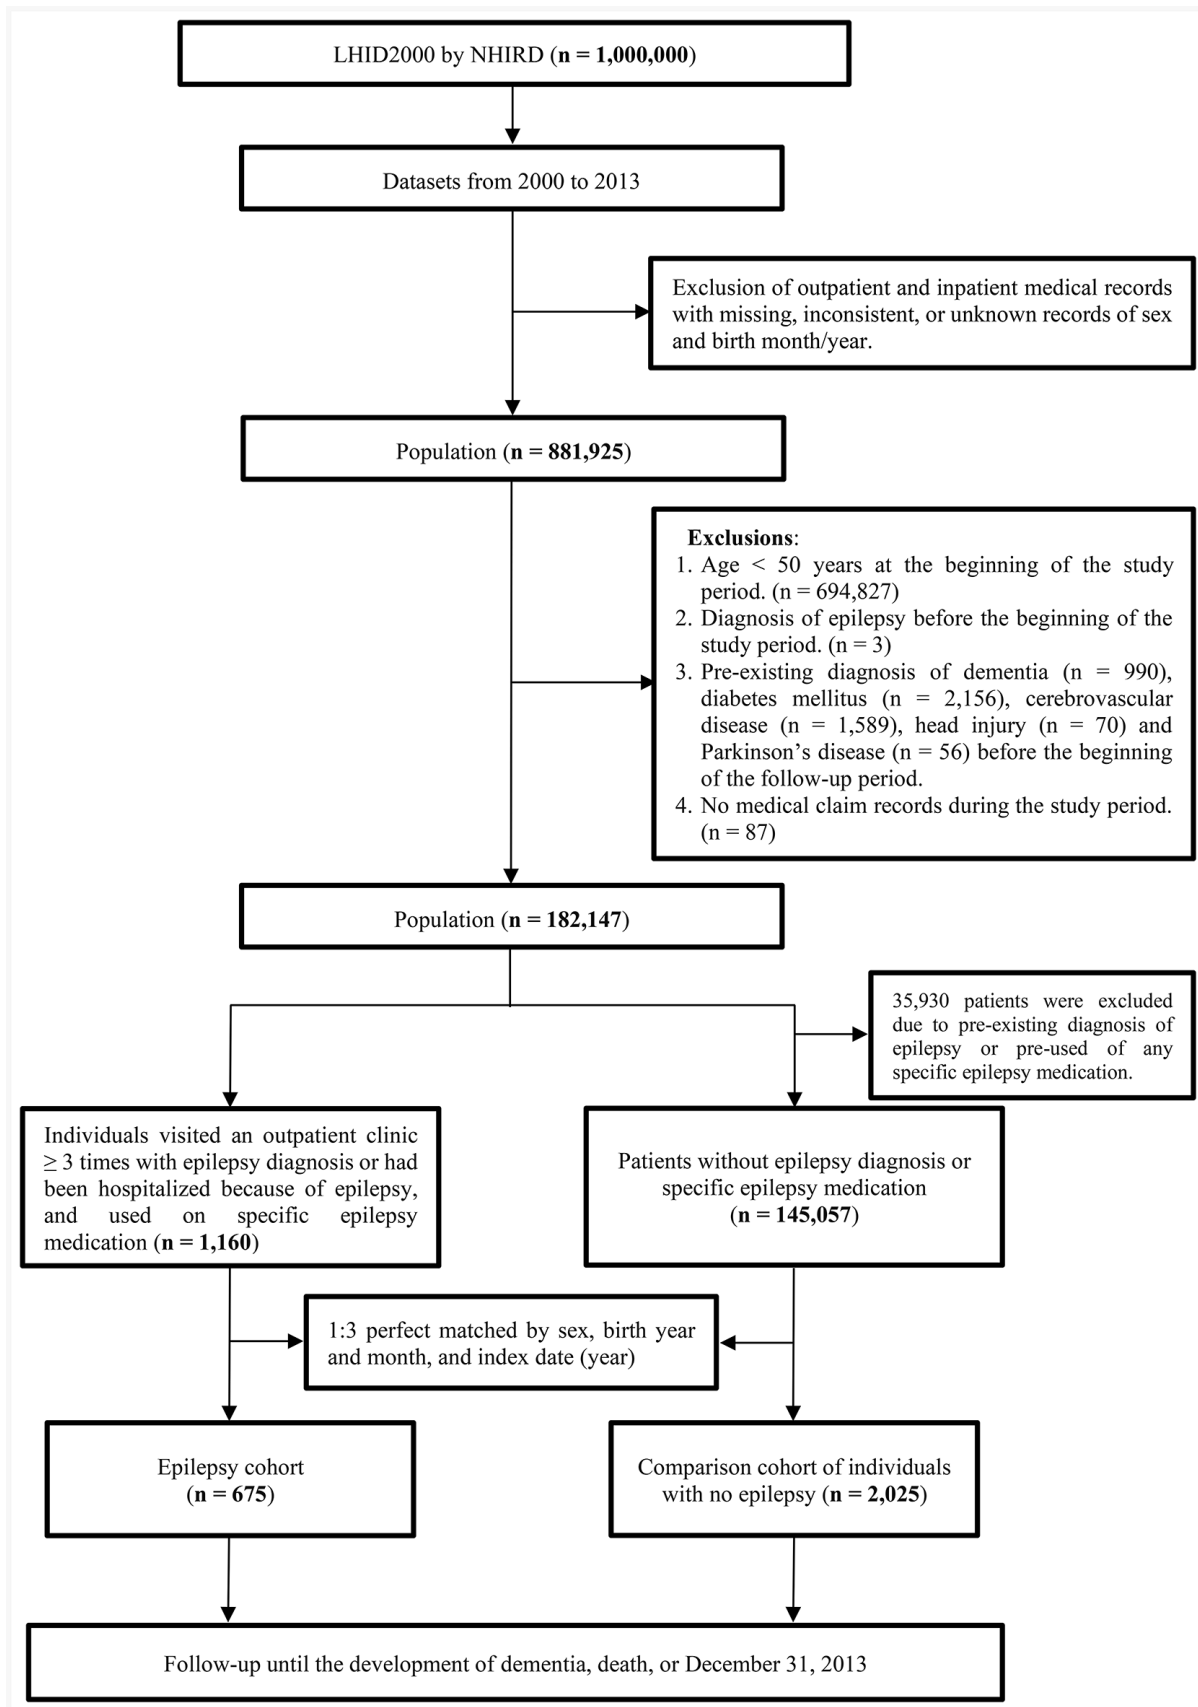 LHID2000 by NHIRD (n = 1,000,000)
Datasets from 2000 to 2013
Exclusion of outpatient and inpatient medical records
with missing, inconsistent, or unknown records of sex
and birth month/year.
Population (n = 881,925)
Exclusions:
1. Age < 50 years at the beginning of the study
period. (n = 694,827)
2. Diagnosis of epilepsy before the beginning of the
study period. (n = 3)
3. Pre-existing diagnosis of dementia (n = 990),
diabetes mellitus (n = 2,156), cerebrovascular
disease (n = 1,589), head injury (n = 70) and
Parkinson's disease (n = 56) before the beginning
of the follow-up period.
4. No medical claim records during the study period.
(n = 87)
Population (n = 182,147)
35,930 patients were excluded
due to pre-existing diagnosis of
epilepsy or pre-used of any
specific epilepsy medication.
Individuals visited an outpatient clinic
≥ 3 times with epilepsy diagnosis or had
been hospitalized because of epilepsy,
and used on specific epilepsy
medication (n = 1,160)
Patients without epilepsy diagnosis or
specific epilepsy medication
(n = 145,057)
1:3 perfect matched by sex, birth year
and month, and index date (year)
Epilepsy cohort
(n = 675)
Comparison cohort of individuals
with no epilepsy (n = 2,025)
Follow-up until the development of dementia, death, or December 31, 2013